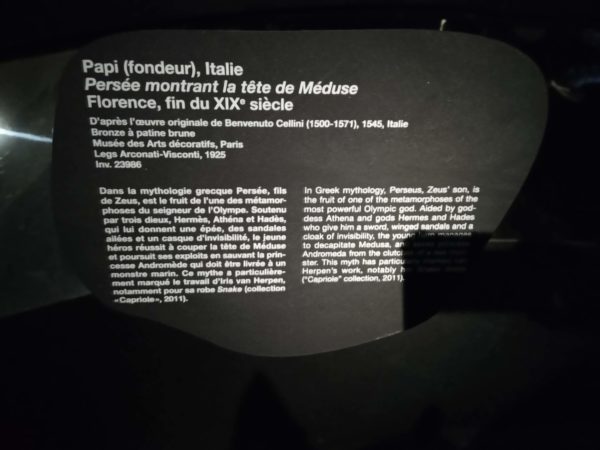 Papi (fondeur), Italie
Persée montrant la tête de Méduse
Florence, fin du XIXe siècle
D'après l'œuvre originale de Benvenuto Cellini (1500-1571), 1545, Italie
Bronze à patine brune
Musée des Arts décoratifs, Paris
Legs Arconati-Visconti, 1925
Inv. 23986
Dans la mythologie grecque Persée, fils
de Zeus, est le fruit de l'une des métamor-
phoses du seigneur de l'Olympe. Soutenu
par trois dieux, Hermès, Athéna et Hadès,
qui lui donnent une épée, des sandales
ailées et un casque d'invisibilité, le jeune
héros réussit à couper la tête de Méduse
et poursuit ses exploits en sauvant la prin-
cesse Andromède qui doit être livrée à un
monstre marin. Ce mythe a particulière-
ment marqué le travail d'Iris van Herpen,
notamment pour sa robe Snake (collection
«Capriole», 2011).
In Greek mythology, Perseus, Zeus' son, is
the fruit of one of the metamorphoses of the
most powerful Olympic god. Aided by god-
dess Athena and gods Hermes and Hades
who give him a sword, winged sandals and a
cloak of invisibility, the young manages
to decapitate Medusa, and
Andromeda from the
ster. This myth has
Herpen's work, notably
("Capriole" collection, 2011).